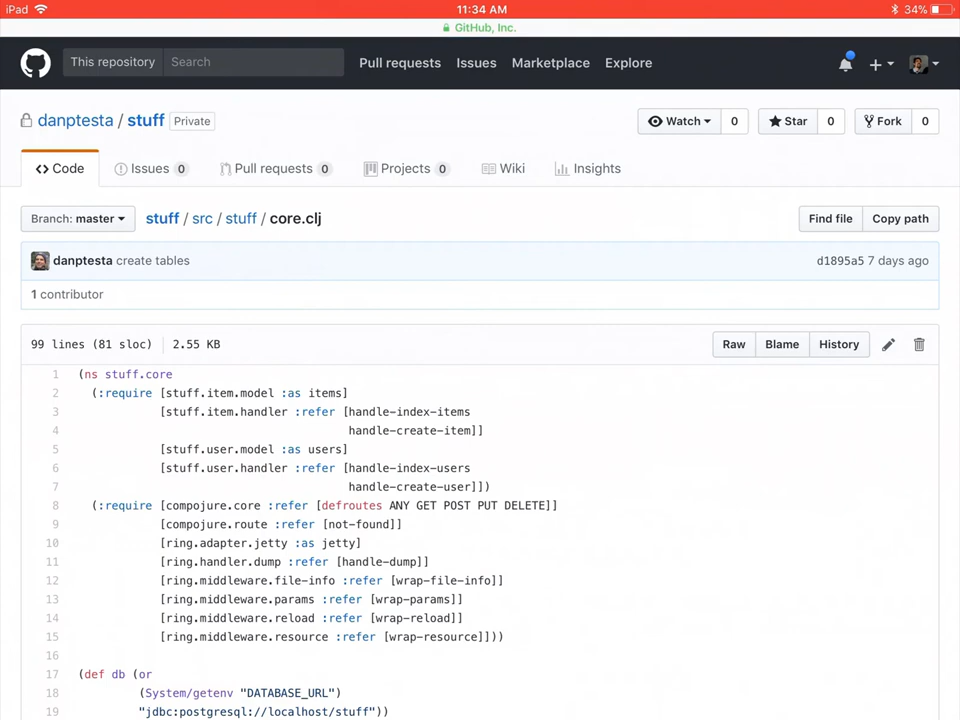 iPad 11:34 AM 34%
GitHub, Inc.
This repository Search Pull requests Issues Marketplace Explore
danptesta / stuff Private Watch 0 Star 0 Fork 0
Code Issues 0 Pull requests 0 Projects 0 Wiki Insights
Branch: master stuff / src / stuff / core.clj Find file Copy path
danptesta create tables d1895a5 7 days ago
1 contributor
99 lines (81 sloc) 2.55 KB Raw Blame History
1 (ns stuff.core
2 (:require [stuff.item.model :as items]
3 [stuff.item.handler :refer [handle-index-items
4 handle-create-item]]
5 [stuff.user.model :as users]
6 [stuff.user.handler :refer [handle-index-users
7 handle-create-user]])
8 (:require [compojure.core :refer [defroutes ANY GET POST PUT DELETE]]
9 [compojure.route :refer [not-found]]
10 [ring.adapter.jetty :as jetty]
11 [ring.handler.dump :refer [handle-dump]]
12 [ring.middleware.file-info :refer [wrap-file-info]]
13 [ring.middleware.params :refer [wrap-params]]
14 [ring.middleware.reload :refer [wrap-reload]]
15 [ring.middleware.resource :refer [wrap-resource]]))
16
17 (def db (or
18 (System/getenv "DATABASE_URL")
19 "jdbc:postgresql://localhost/stuff"))